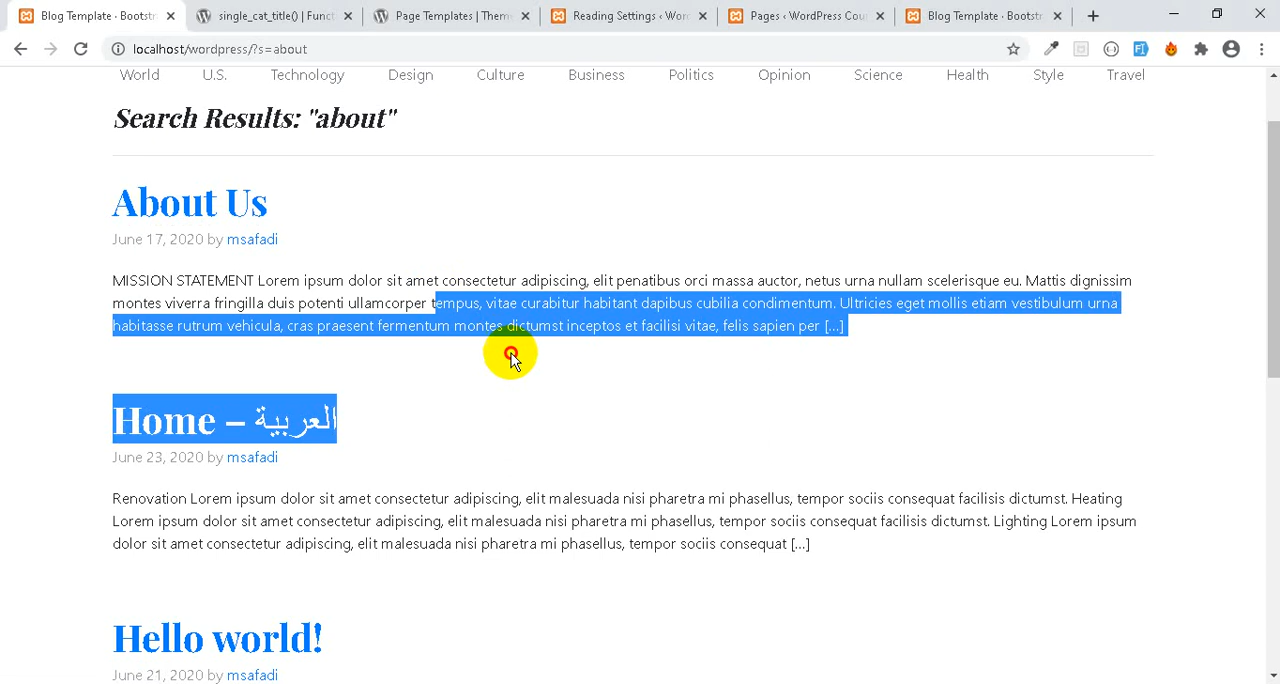 Blog Template · Bootstr
single_cat_title() | Funct
Page Templates | Theme
Reading Settings ‹ Wor
Pages ‹ WordPress Cou
Blog Template · Bootstr
localhost/wordpress/?s=about
World U.S. Technology Design Culture Business Politics Opinion Science Health Style Travel
Search Results: "about"
About Us
June 17, 2020 by msafadi
MISSION STATEMENT Lorem ipsum dolor sit amet consectetur adipiscing, elit penatibus orci massa auctor, netus urna nullam scelerisque eu. Mattis dignissim
montes viverra fringilla duis potenti ullamcorper tempus, vitae curabitur habitant dapibus cubilia condimentum. Ultricies eget mollis etiam vestibulum urna
habitasse rutrum vehicula, cras praesent fermentum montes dictumst inceptos et facilisi vitae, felis sapien per [...]
Home – العربية
June 23, 2020 by msafadi
Renovation Lorem ipsum dolor sit amet consectetur adipiscing, elit malesuada nisi pharetra mi phasellus, tempor sociis consequat facilisis dictumst. Heating
Lorem ipsum dolor sit amet consectetur adipiscing, elit malesuada nisi pharetra mi phasellus, tempor sociis consequat facilisis dictumst. Lighting Lorem ipsum
dolor sit amet consectetur adipiscing, elit malesuada nisi pharetra mi phasellus, tempor sociis consequat [...]
Hello world!
June 21, 2020 by msafadi